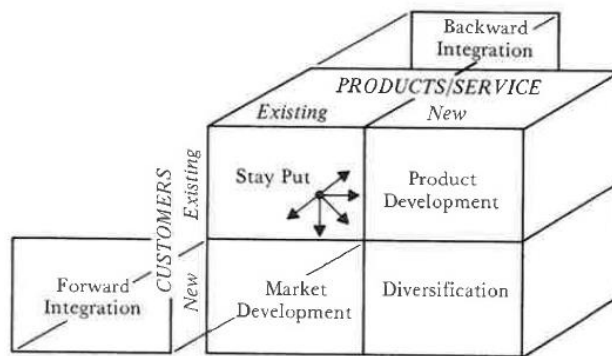 Backward
Integration
PRODUCTS/SERVICE
Existing
New
CUSTOMERS
Existing
New
Stay Put
Product
Development
Forward
Integration
Market
Development
Diversification